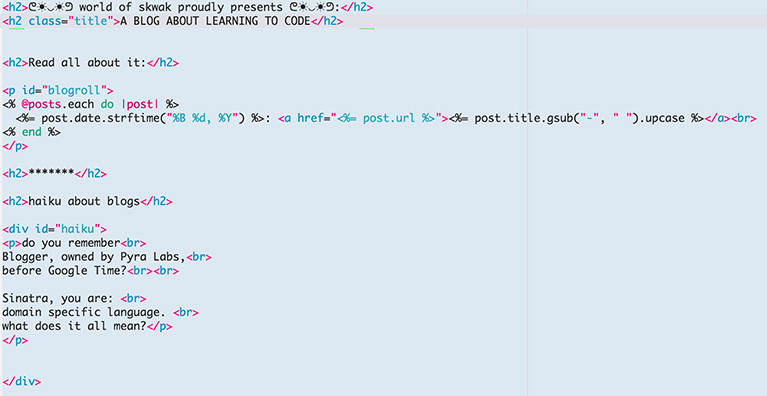 <h2>ᕦ☀◡☀ᕥ world of skwak proudly presents ᕦ☀◡☀ᕥ:</h2>
<h2 class="title">A BLOG ABOUT LEARNING TO CODE</h2>
<h2>Read all about it:</h2>
<p id="blogroll">
<% @posts.each do |post| %>
<%= post.date.strftime("%B %d, %Y") %>: <a href="<%= post.url %>"><%= post.title.gsub("-", " ").upcase %></a><br>
<% end %>
</p>
<h2>*******</h2>
<h2>haiku about blogs</h2>
<div id="haiku">
<p>do you remember<br>
Blogger, owned by Pyra Labs,<br>
before Google Time?<br><br>
Sinatra, you are: <br>
domain specific language. <br>
what does it all mean?</p>
</p>
</div>